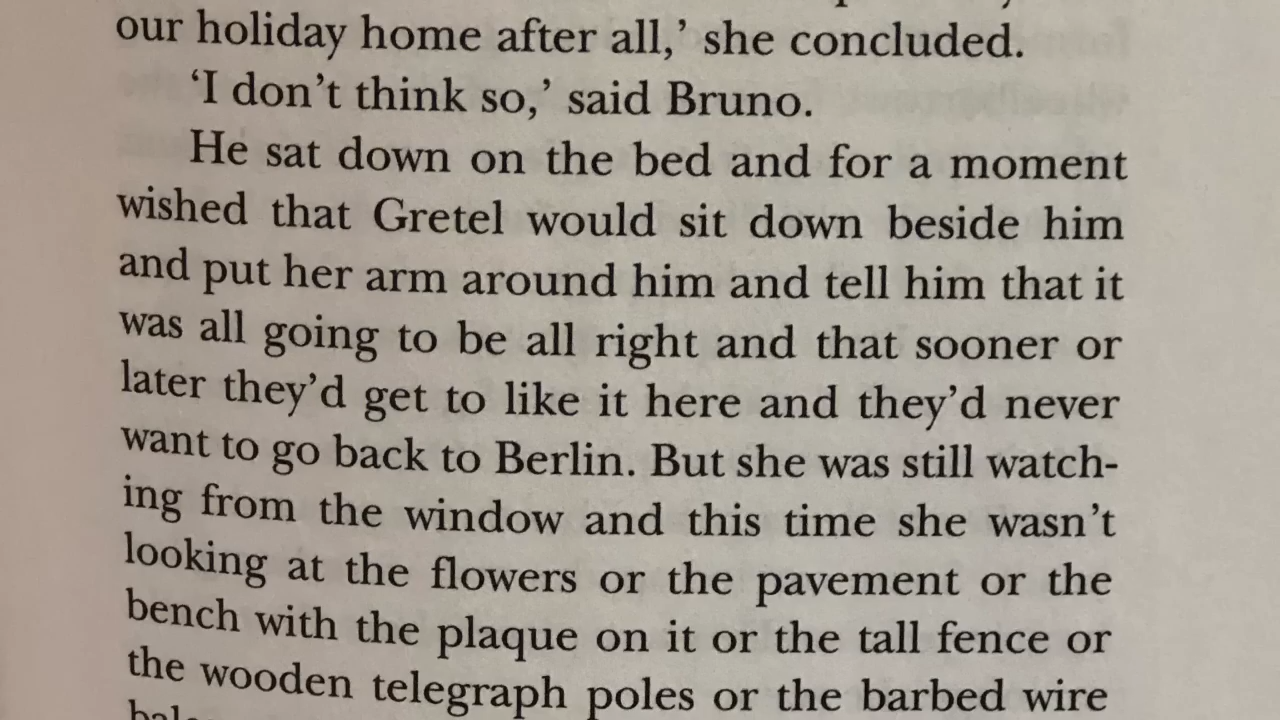 our holiday home after all,’ she concluded.
‘I don’t think so,’ said Bruno.
He sat down on the bed and for a moment
wished that Gretel would sit down beside him
and put her arm around him and tell him that it
was all going to be all right and that sooner or
later they’d get to like it here and they’d never
want to go back to Berlin. But she was still watch-
ing from the window and this time she wasn’t
looking at the flowers or the pavement or the
bench with the plaque on it or the tall fence or
the wooden telegraph poles or the barbed wire